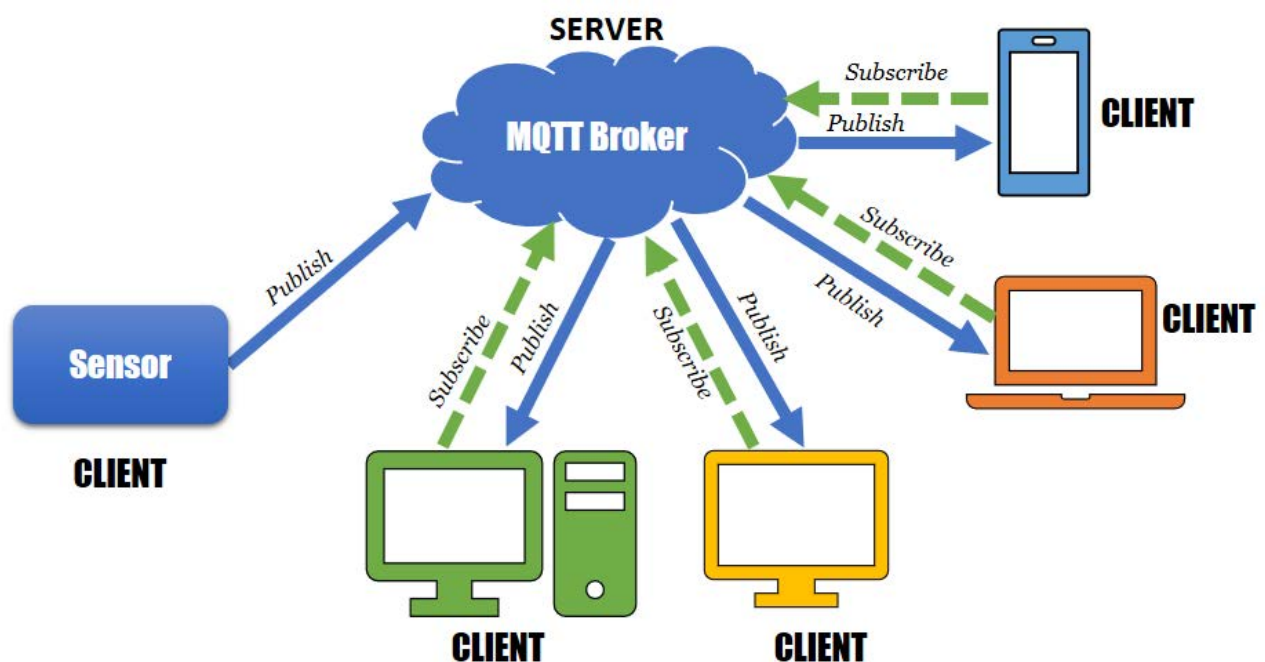 SERVER
MQTT Broker
Subscribe
Publish
CLIENT
Subscribe
Publish
CLIENT
Publish
Sensor
CLIENT
Subscribe
Publish
CLIENT
Subscribe
Publish
CLIENT